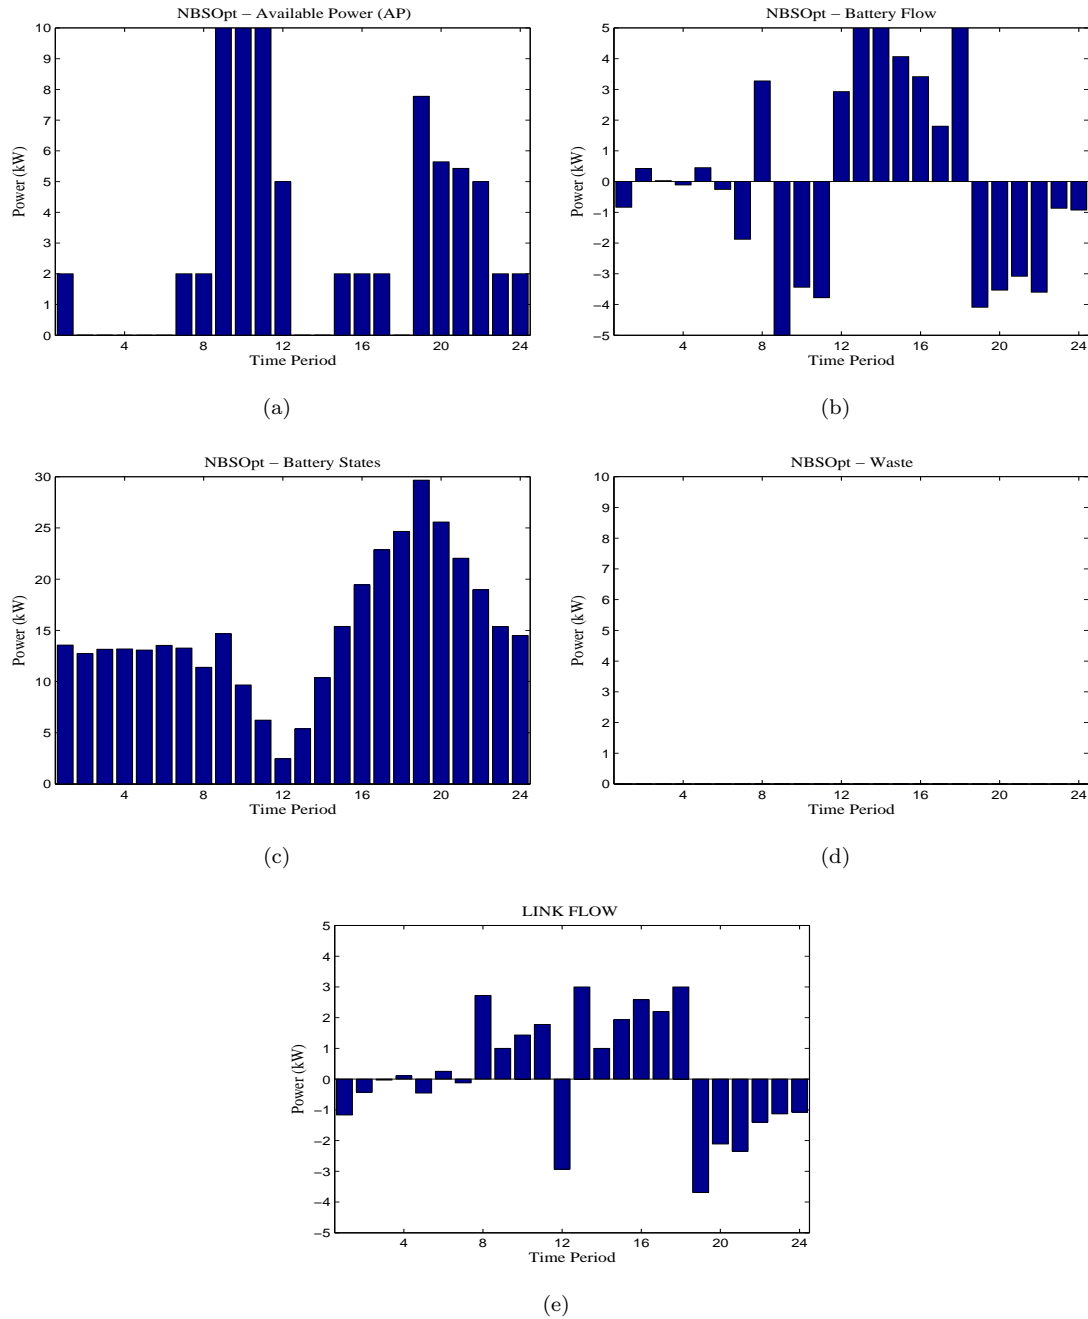 NBSOpt – Available Power (AP)
10
9
8
7
6
5
4
3
2
1
0
Power (kW)
4 8 12 16 20 24
Time Period
(a)
NBSOpt – Battery Flow
5
4
3
2
1
0
−1
−2
−3
−4
−5
Power (kW)
4 8 12 16 20 24
Time Period
(b)
NBSOpt – Battery States
30
25
20
15
10
5
0
Power (kW)
4 8 12 16 20 24
Time Period
(c)
NBSOpt – Waste
10
9
8
7
6
5
4
3
2
1
0
Power (kW)
4 8 12 16 20 24
Time Period
(d)
LINK FLOW
5
4
3
2
1
0
−1
−2
−3
−4
−5
Power (kW)
4 8 12 16 20 24
Time Period
(e)